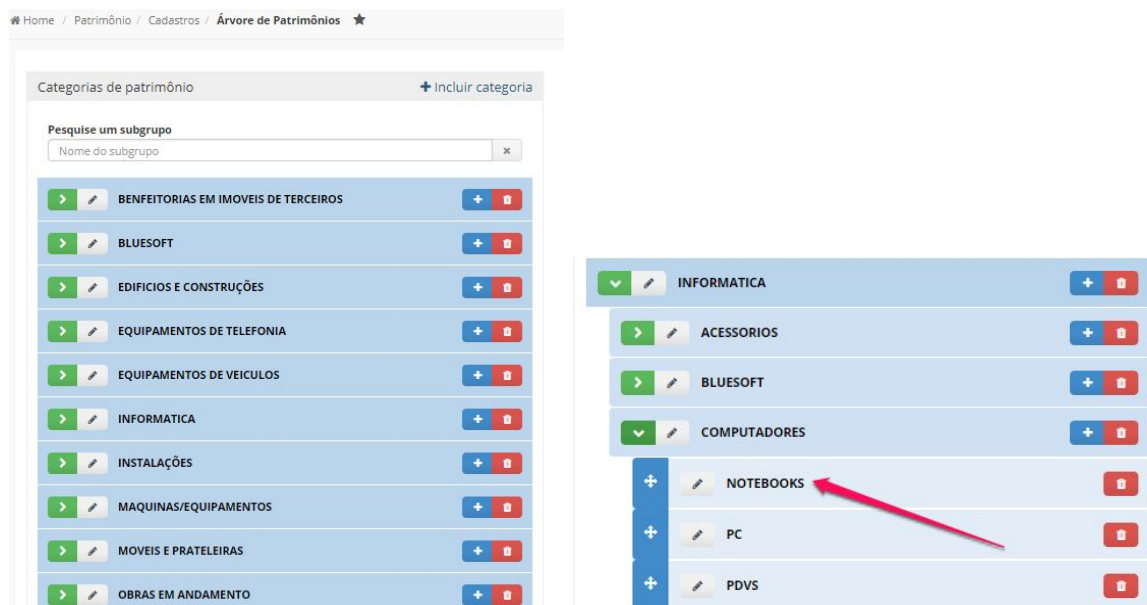 Home / Patrimônio / Cadastros / Árvore de Patrimônios
Categorias de patrimônio
Incluir categoria
Pesquise um subgrupo
Nome do subgrupo
BENFEITORIAS EM IMOVEIS DE TERCEIROS
BLUESOFT
EDIFICIOS E CONSTRUÇÕES
EQUIPAMENTOS DE TELEFONIA
EQUIPAMENTOS DE VEICULOS
INFORMATICA
INSTALAÇÕES
MAQUINAS/EQUIPAMENTOS
MOVEIS E PRATELEIRAS
OBRAS EM ANDAMENTO
INFORMATICA
ACESSORIOS
BLUESOFT
COMPUTADORES
NOTEBOOKS
PC
PDVS